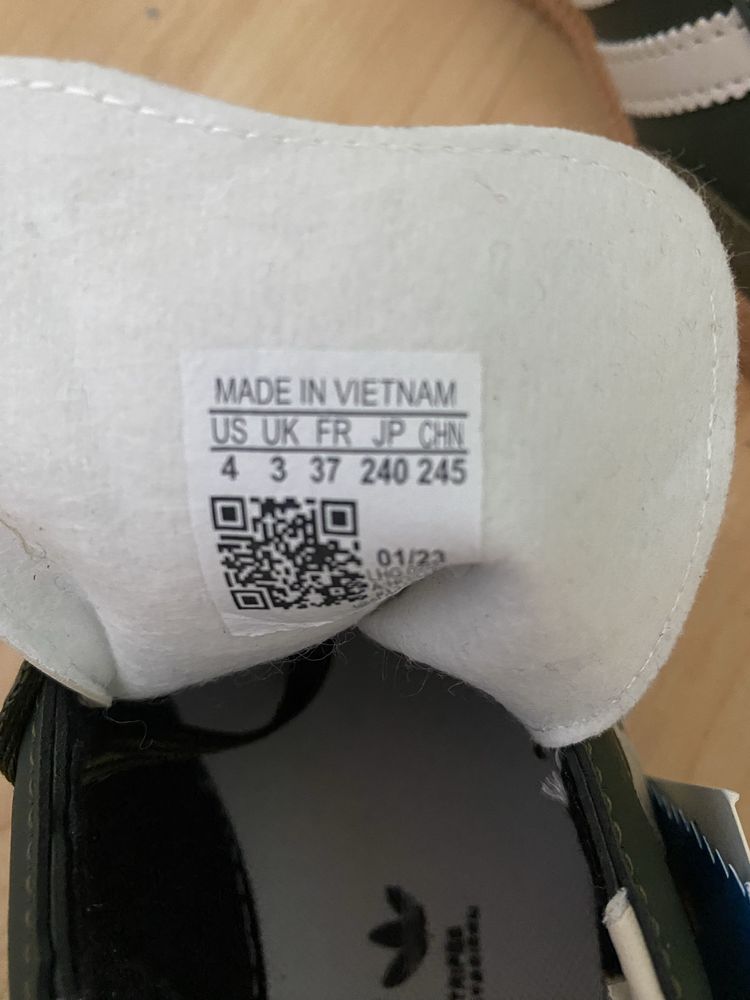 MADE IN VIETNAM
US UK FR JP CHN
4 3 37 240 245
01/23